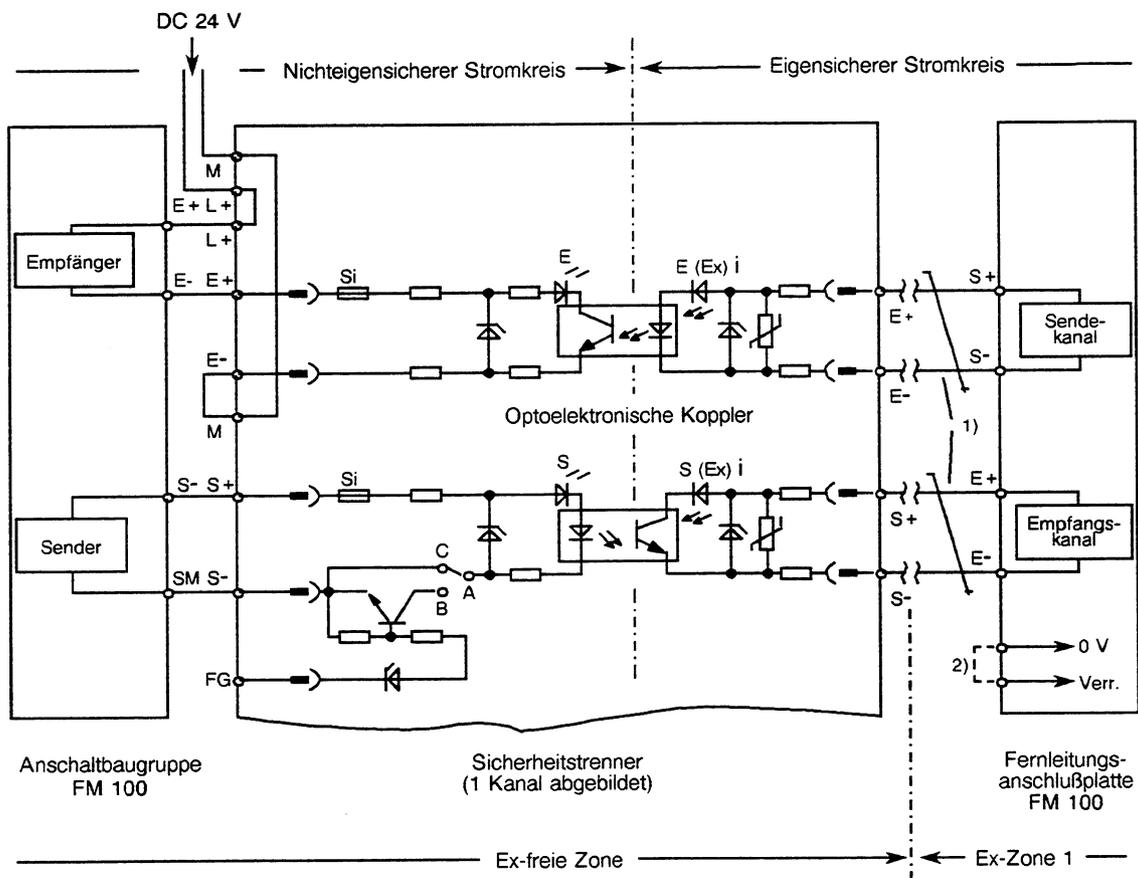 DC 24 V
Nichteigensicherer Stromkreis
Eigensicherer Stromkreis
M
E+ L+
L+
Empfänger
E- E+
Si
E
E (Ex) i
E+
S+
Sende-
kanal
E-
S-
E-
M
Optoelektronische Koppler
1)
S- S+
Si
S
S (Ex) i
S+
E+
Sender
Empfangs-
kanal
C
A
B
SM S-
E-
S-
FG
2)
0 V
Verr.
Anschaltbaugruppe
FM 100
Sicherheitstrenner
(1 Kanal abgebildet)
Fernleitungs-
anschlußplatte
FM 100
Ex-freie Zone
Ex-Zone 1